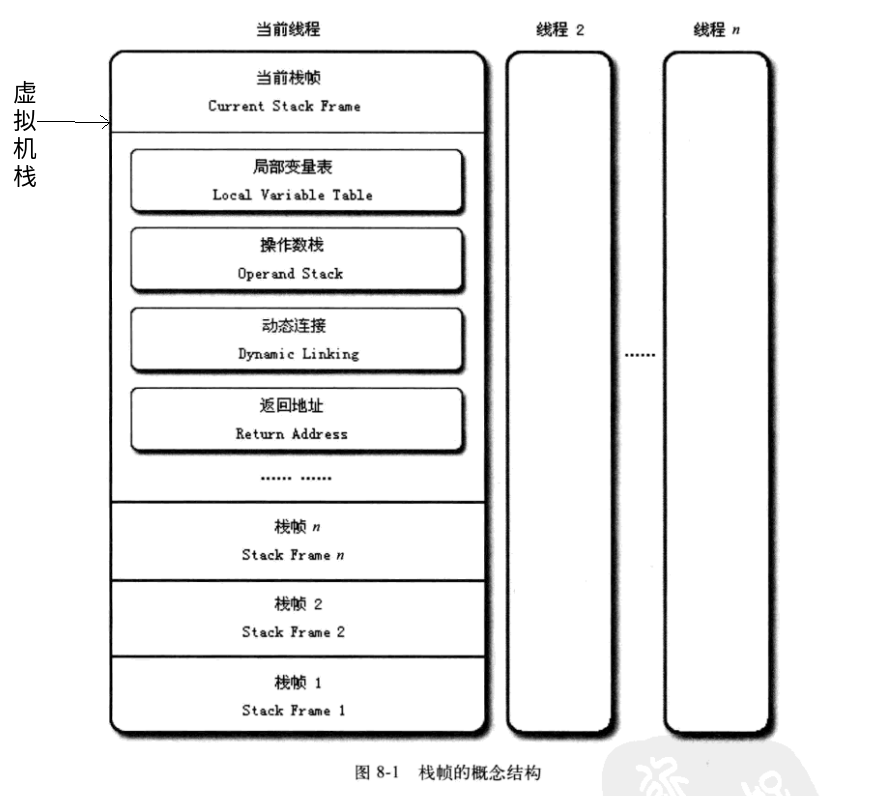 当前线程
线程 2
线程 n
虚拟机栈
当前栈帧
Current Stack Frame
局部变量表
Local Variable Table
操作数栈
Operand Stack
动态连接
Dynamic Linking
......
返回地址
Return Address
...... ......
栈帧 n
Stack Frame n
栈帧 2
Stack Frame 2
栈帧 1
Stack Frame 1
图 8-1 栈帧的概念结构